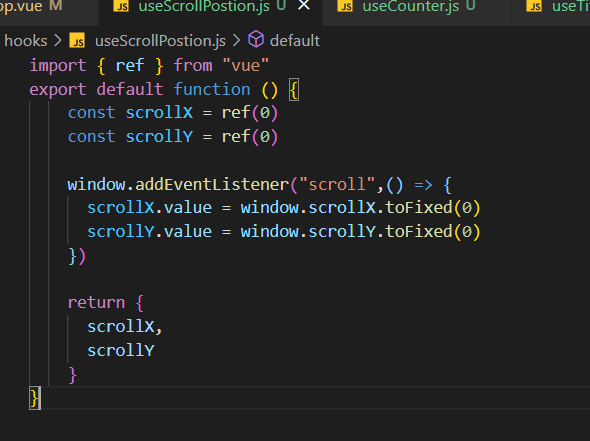 pp.vue M JS useScrollPostion.js U × JS useCounter.js U JS useTi
hooks > JS useScrollPostion.js > default
import { ref } from "vue"
export default function () {
const scrollX = ref(0)
const scrollY = ref(0)
window.addEventListener("scroll",() => {
scrollX.value = window.scrollX.toFixed(0)
scrollY.value = window.scrollY.toFixed(0)
})
return {
scrollX,
scrollY
}
}